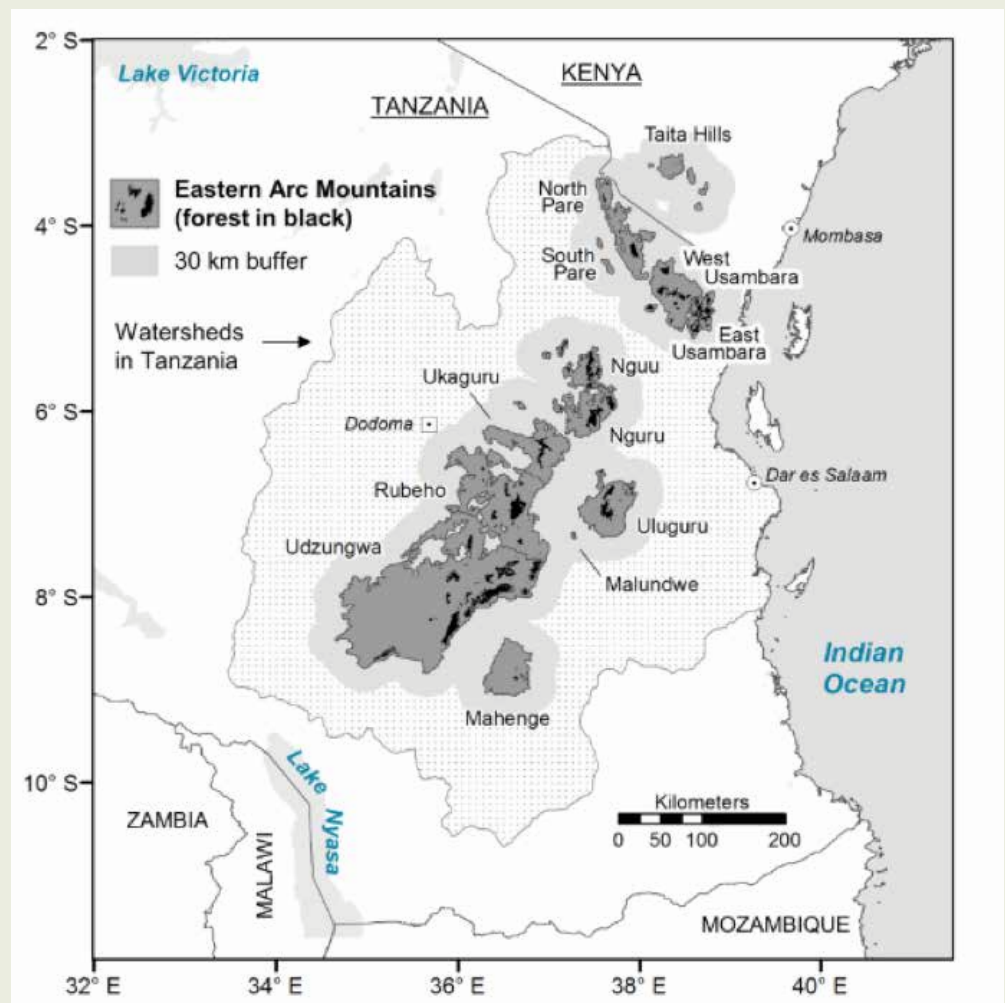 2° S
4° S
6° S
8° S
10° S
32° E
34° E
36° E
38° E
40° E
Lake Victoria
KENYA
TANZANIA
Taita Hills
Eastern Arc Mountains
(forest in black)
30 km buffer
North
Pare
Mombasa
South
Pare
West
Usambara
Watersheds
in Tanzania
East
Usambara
Nguu
Ukaguru
Dodoma
Nguru
Dar es Salaam
Rubeho
Uluguru
Udzungwa
Malundwe
Indian
Ocean
Mahenge
Lake
Nyasa
Kilometers
0 50 100 200
ZAMBIA
MALAWI
MOZAMBIQUE